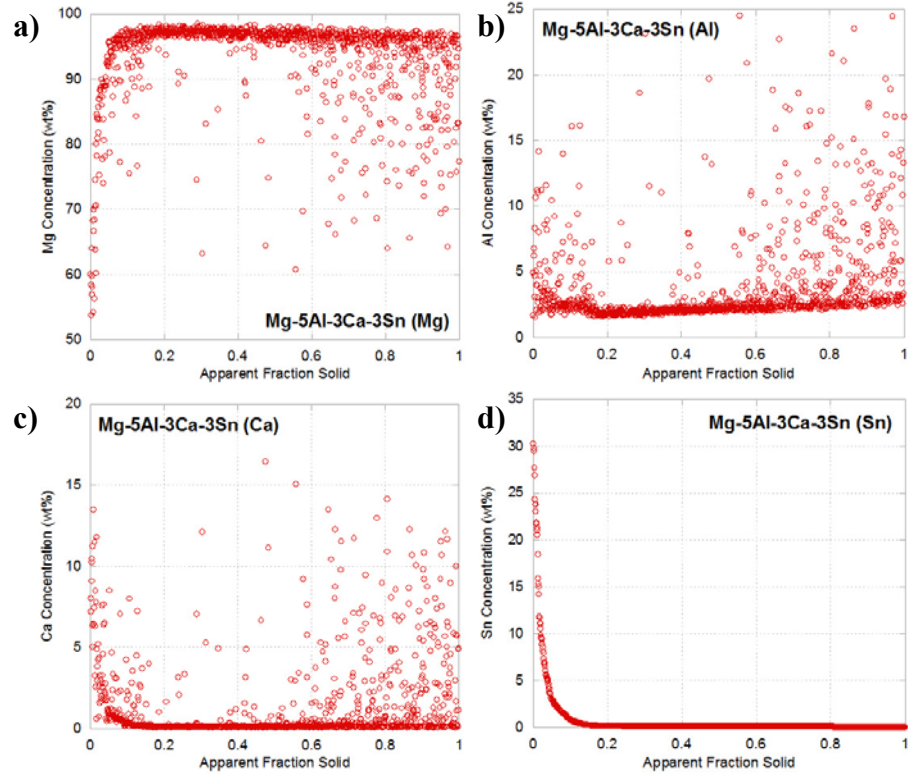 a)
100
90
80
70
60
50
Mg Concentration (wt%)
Mg-5Al-3Ca-3Sn (Mg)
0 0.2 0.4 0.6 0.8 1
Apparent Fraction Solid
b)
Mg-5Al-3Ca-3Sn (Al)
25
20
15
10
5
0
Al Concentration (wt%)
0 0.2 0.4 0.6 0.8 1
Apparent Fraction Solid
c)
Mg-5Al-3Ca-3Sn (Ca)
20
15
10
5
0
Ca Concentration (wt%)
0 0.2 0.4 0.6 0.8 1
Apparent Fraction Solid
d)
Mg-5Al-3Ca-3Sn (Sn)
35
30
25
20
15
10
5
0
Sn Concentration (wt%)
0 0.2 0.4 0.6 0.8 1
Apparent Fraction Solid